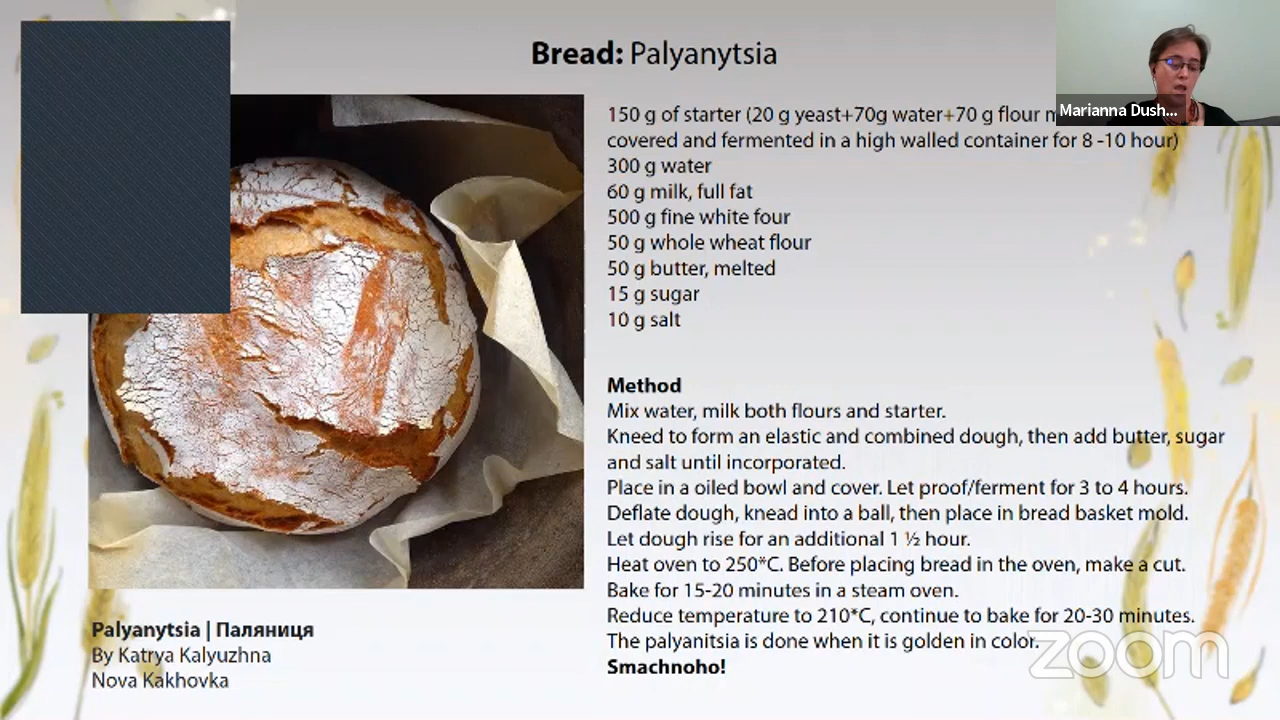 Bread: Palyanytsia
Marianna Dush...
150 g of starter (20 g yeast+70g water+70 g flour
covered and fermented in a high walled container for 8 -10 hour)
300 g water
60 g milk, full fat
500 g fine white four
50 g whole wheat flour
50 g butter, melted
15 g sugar
10 g salt
Method
Mix water, milk both flours and starter.
Kneed to form an elastic and combined dough, then add butter, sugar
and salt until incorporated.
Place in a oiled bowl and cover. Let proof/ferment for 3 to 4 hours.
Deflate dough, knead into a ball, then place in bread basket mold.
Let dough rise for an additional 1 ½ hour.
Heat oven to 250*C. Before placing bread in the oven, make a cut.
Bake for 15-20 minutes in a steam oven.
Reduce temperature to 210*C, continue to bake for 20-30 minutes.
The palyanitsia is done when it is golden in color.
Smachnoho!
Palyanytsia | Паляниця
By Katrya Kalyuzhna
Nova Kakhovka
zoom